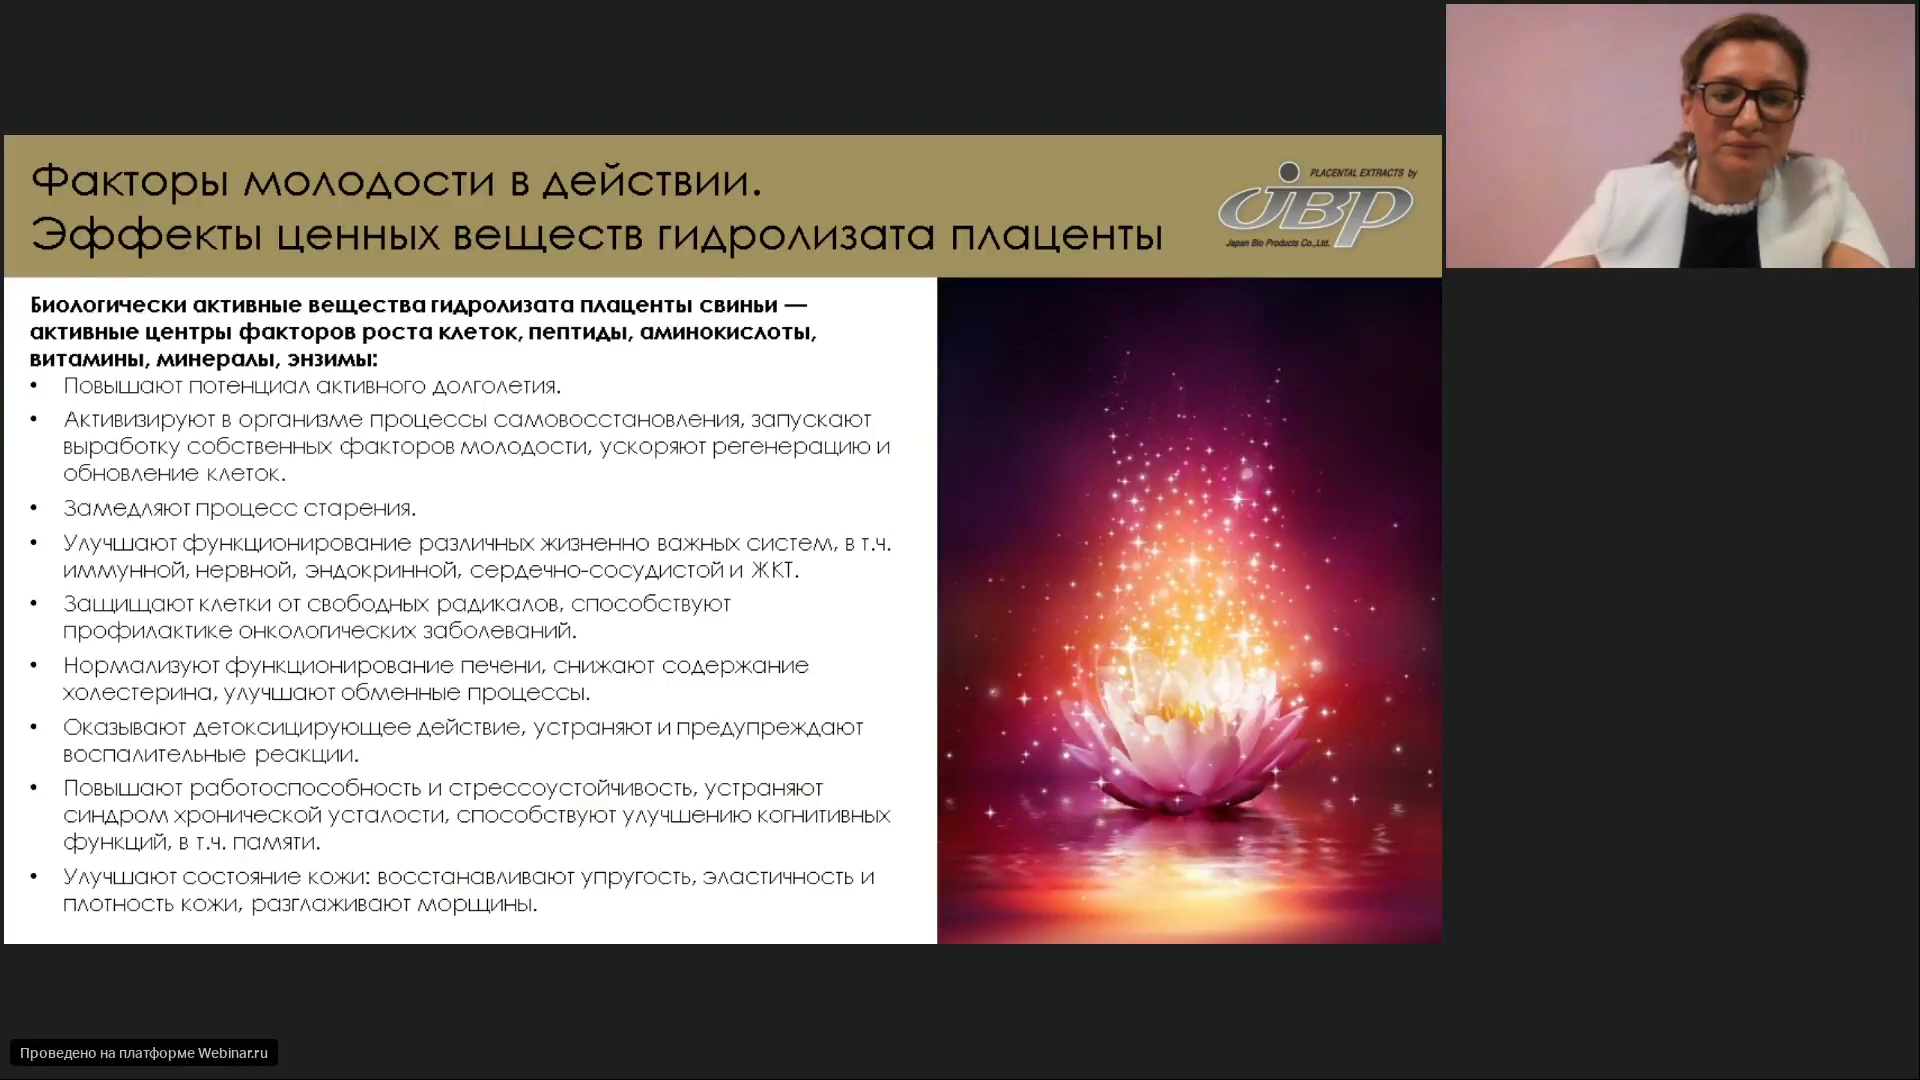 Факторы молодости в действии.
Эффекты ценных веществ гидролизата плаценты
PLACENTAL EXTRACTS by
JBP
Japan Bio Products Co.,Ltd.
Биологически активные вещества гидролизата плаценты свиньи —
активные центры факторов роста клеток, пептиды, аминокислоты,
витамины, минералы, энзимы:
• Повышают потенциал активного долголетия.
• Активизируют в организме процессы самовосстановления, запускают
выработку собственных факторов молодости, ускоряют регенерацию и
обновление клеток.
• Замедляют процесс старения.
• Улучшают функционирование различных жизненно важных систем, в т.ч.
иммунной, нервной, эндокринной, сердечно-сосудистой и ЖКТ.
• Защищают клетки от свободных радикалов, способствуют
профилактике онкологических заболеваний.
• Нормализуют функционирование печени, снижают содержание
холестерина, улучшают обменные процессы.
• Оказывают детоксицирующее действие, устраняют и предупреждают
воспалительные реакции.
• Повышают работоспособность и стрессоустойчивость, устраняют
синдром хронической усталости, способствуют улучшению когнитивных
функций, в т.ч. памяти.
• Улучшают состояние кожи: восстанавливают упругость, эластичность и
плотность кожи, разглаживают морщины.
Проведено на платформе Webinar.ru